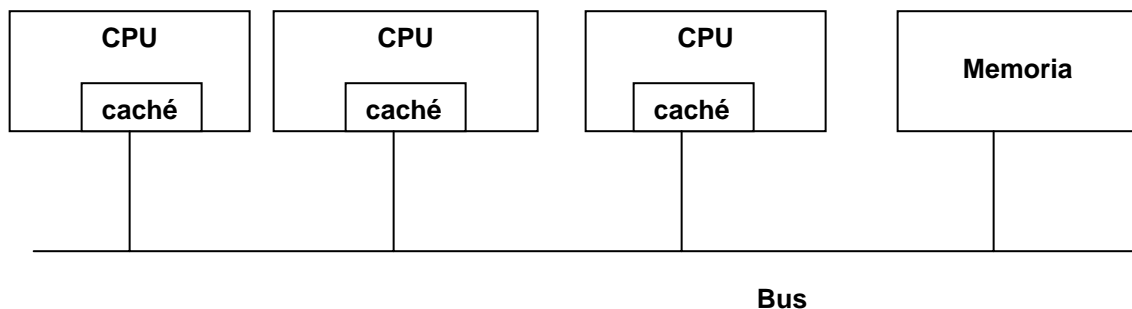 CPU
caché
CPU
caché
CPU
caché
Memoria
Bus